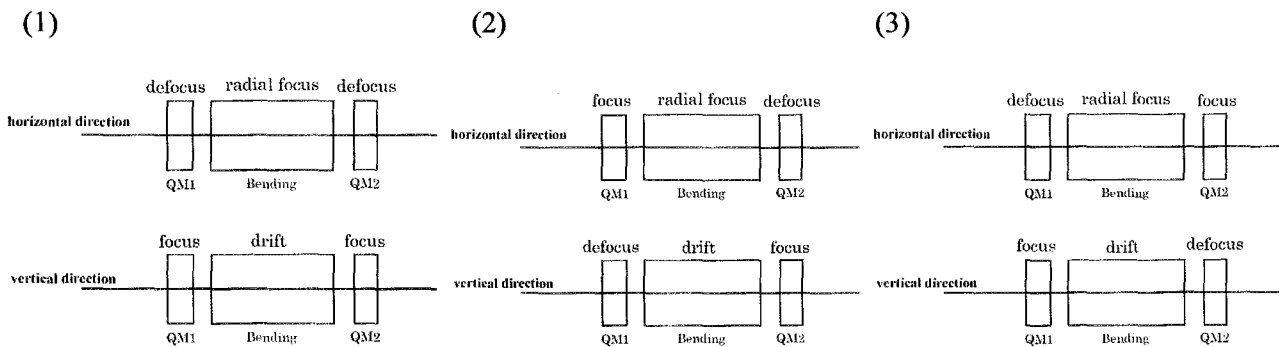 (1)
defocus radial focus defocus
horizontal direction
QM1 Bending QM2
focus drift focus
vertical direction
QM1 Bending QM2
(2)
focus radial focus defocus
horizontal direction
QM1 Bending QM2
defocus drift focus
vertical direction
QM1 Bending QM2
(3)
defocus radial focus focus
horizontal direction
QM1 Bending QM2
focus drift defocus
vertical direction
QM1 Bending QM2